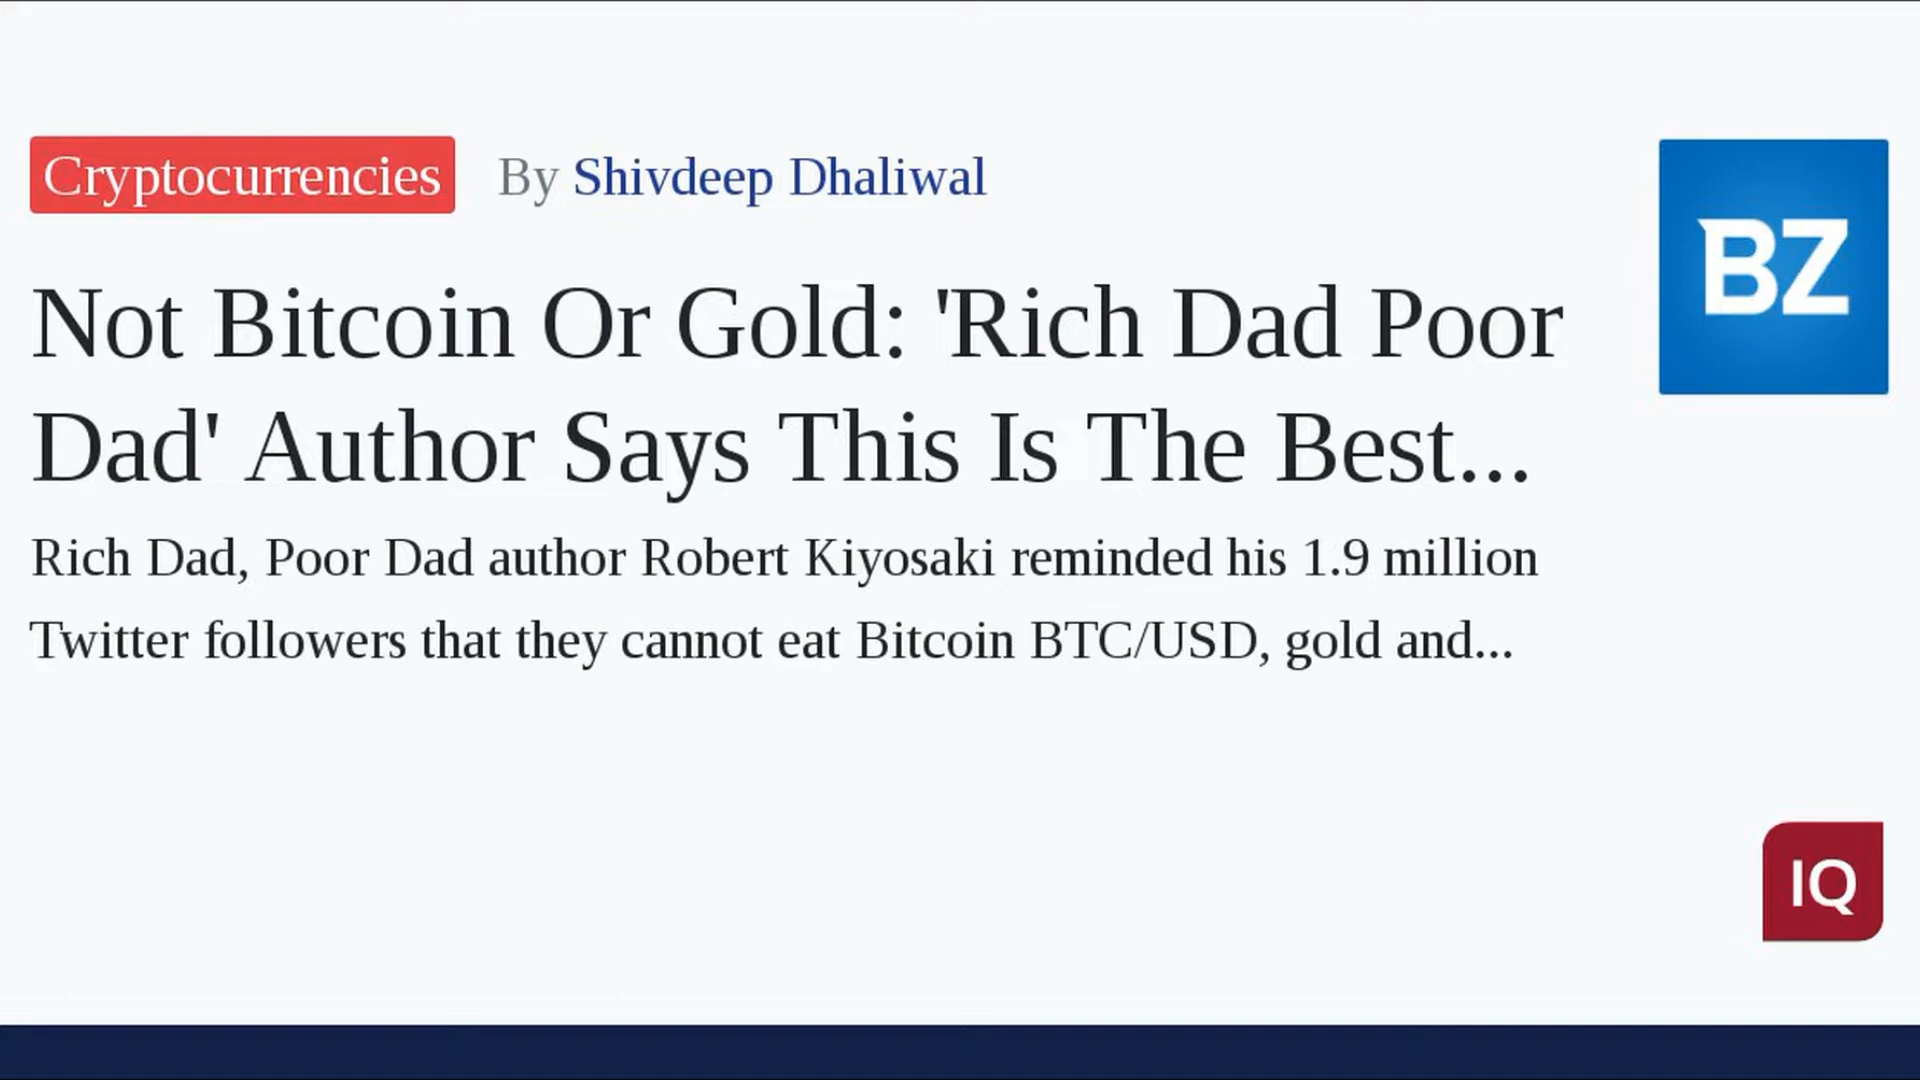 Cryptocurrencies By Shivdeep Dhaliwal
BZ
Not Bitcoin Or Gold: 'Rich Dad Poor
Dad' Author Says This Is The Best...
Rich Dad, Poor Dad author Robert Kiyosaki reminded his 1.9 million
Twitter followers that they cannot eat Bitcoin BTC/USD, gold and...
IQ